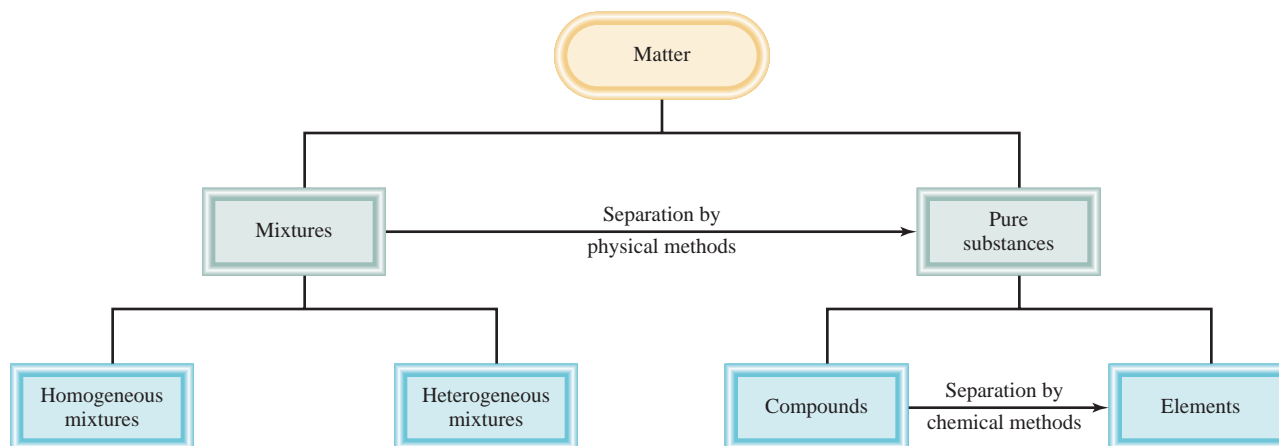 Matter
Mixtures
Separation by
physical methods
Pure
substances
Homogeneous
mixtures
Heterogeneous
mixtures
Compounds
Separation by
chemical methods
Elements